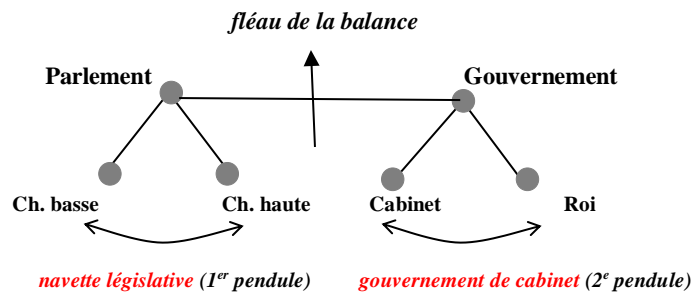 fléau de la balance
Parlement Gouvernement
Ch. basse Ch. haute Cabinet Roi
navette législative (1er pendule) gouvernement de cabinet (2e pendule)